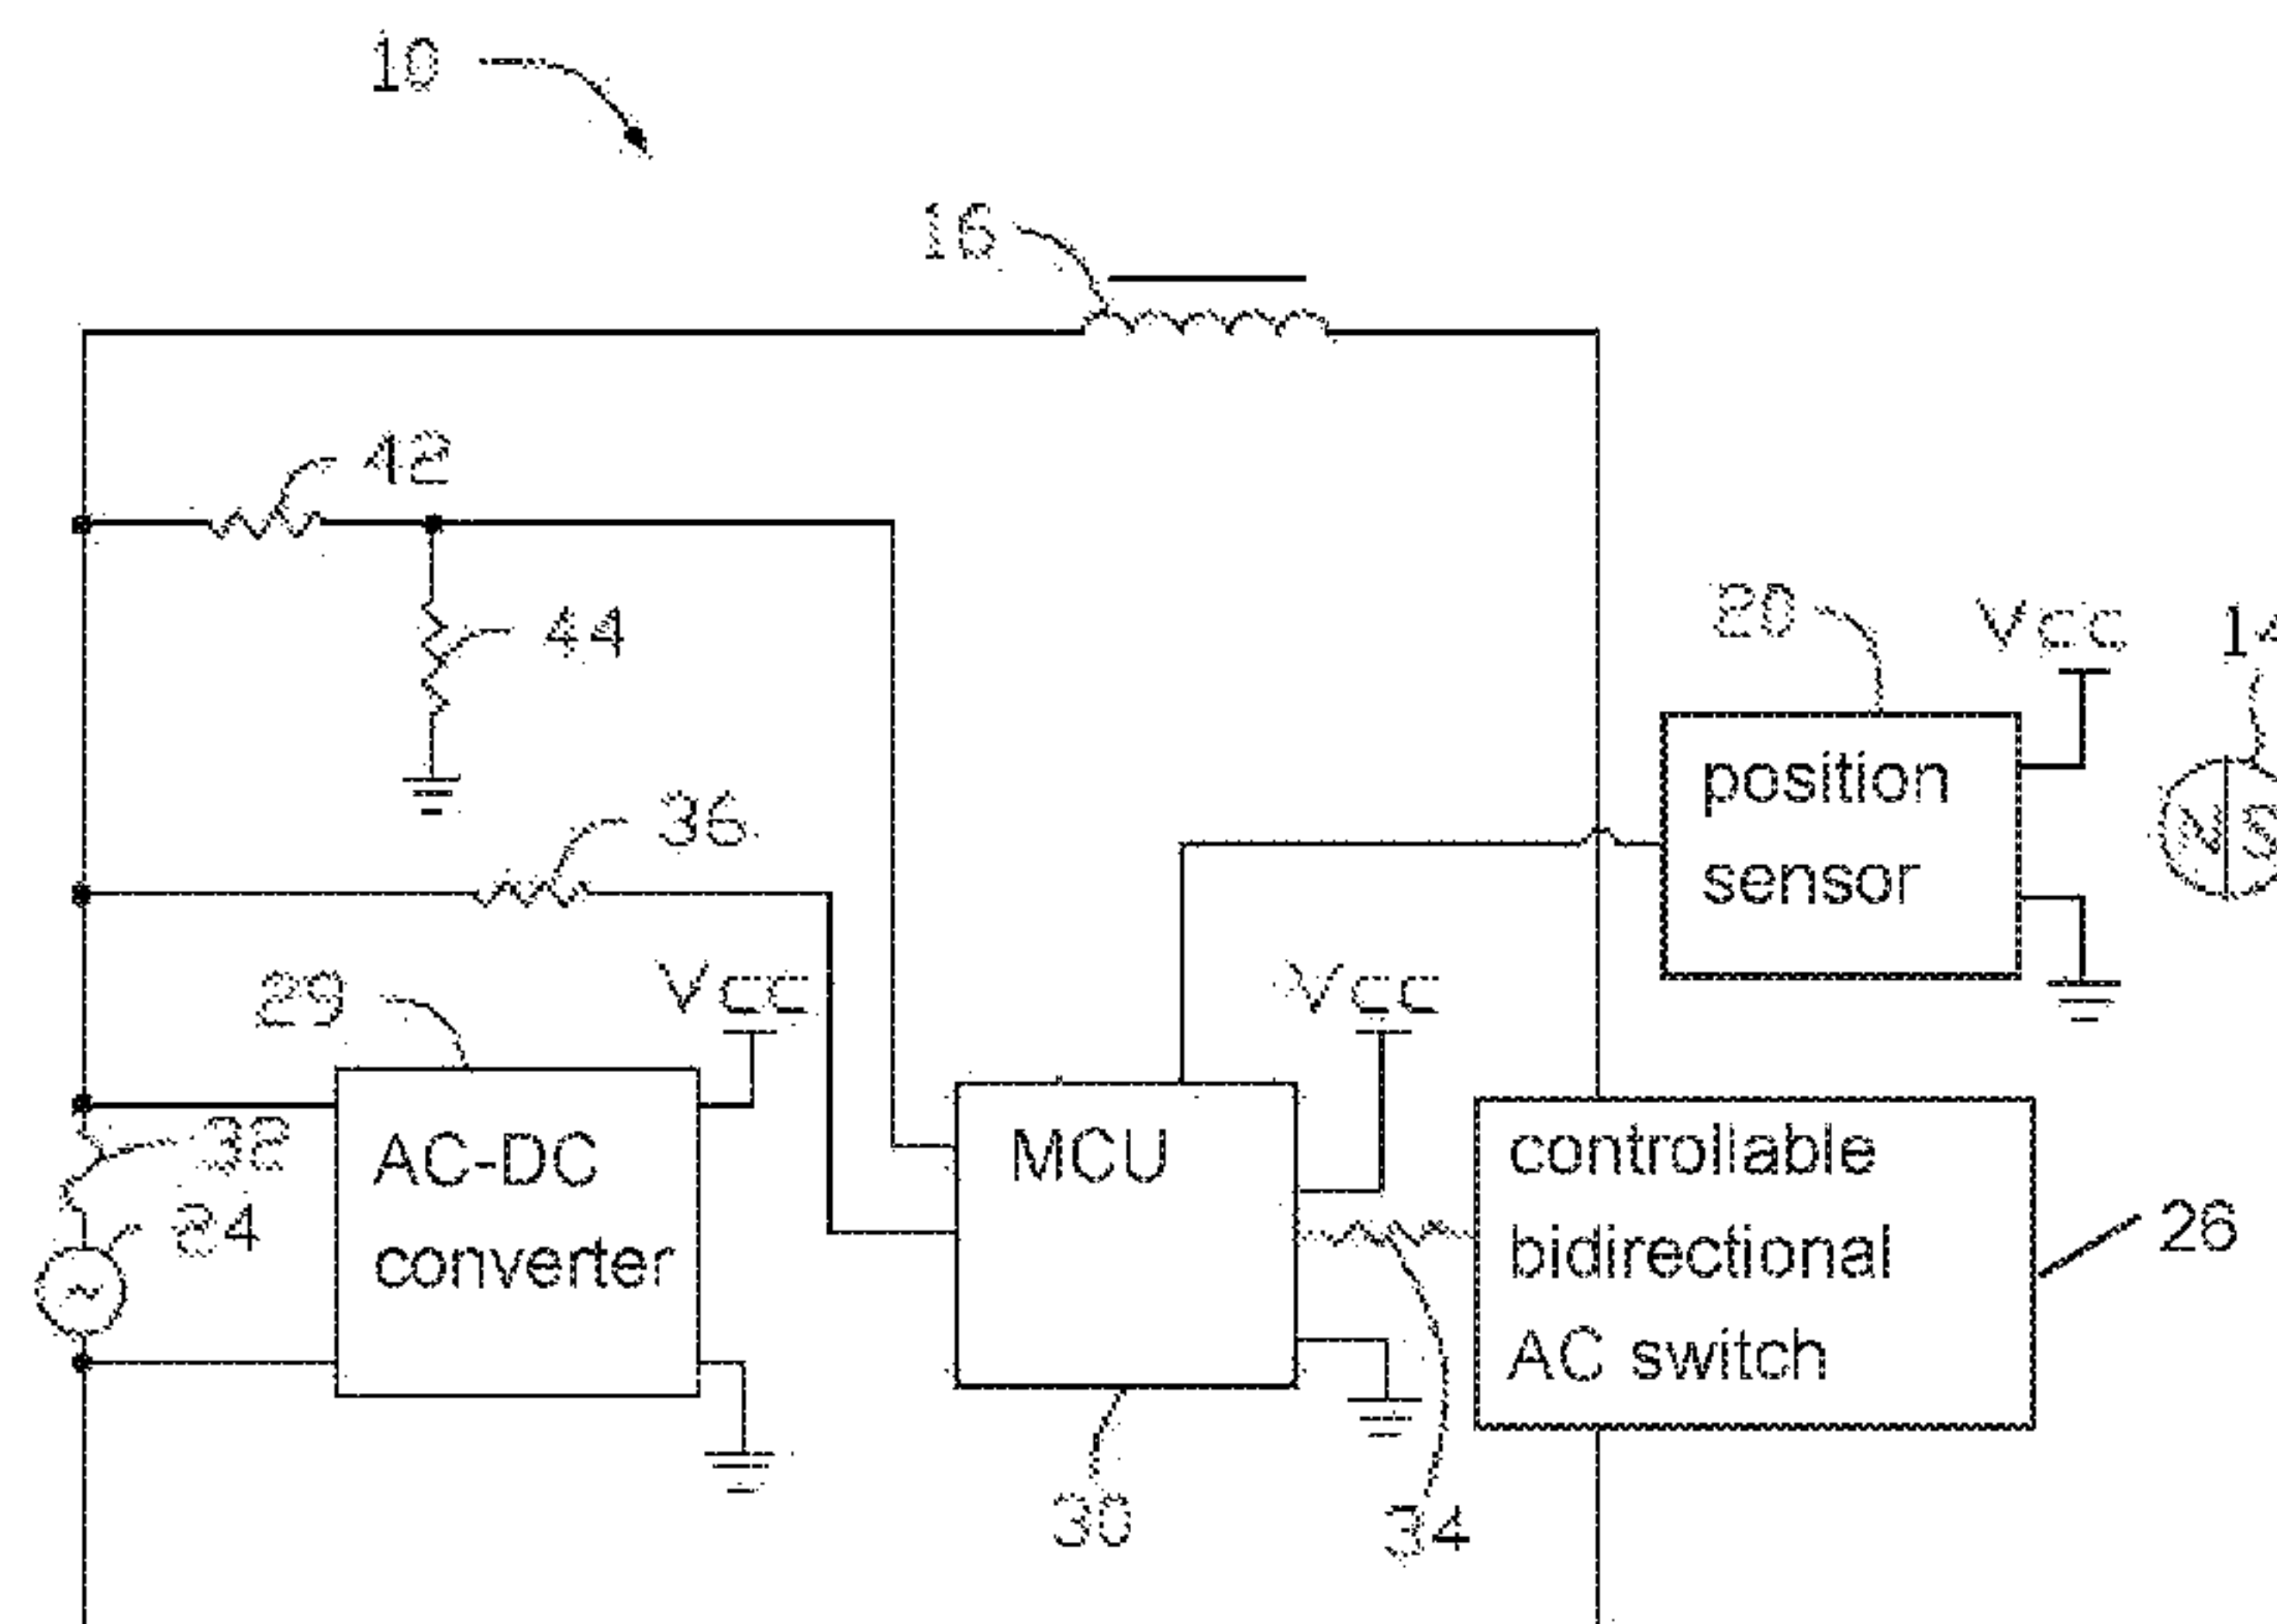 10
16
42
44
20
Vcc
14
position
sensor
N
S
36
29
Vcc
Vcc
32
24
AC-DC
converter
MCU
controllable
bidirectional
AC switch
26
30
34